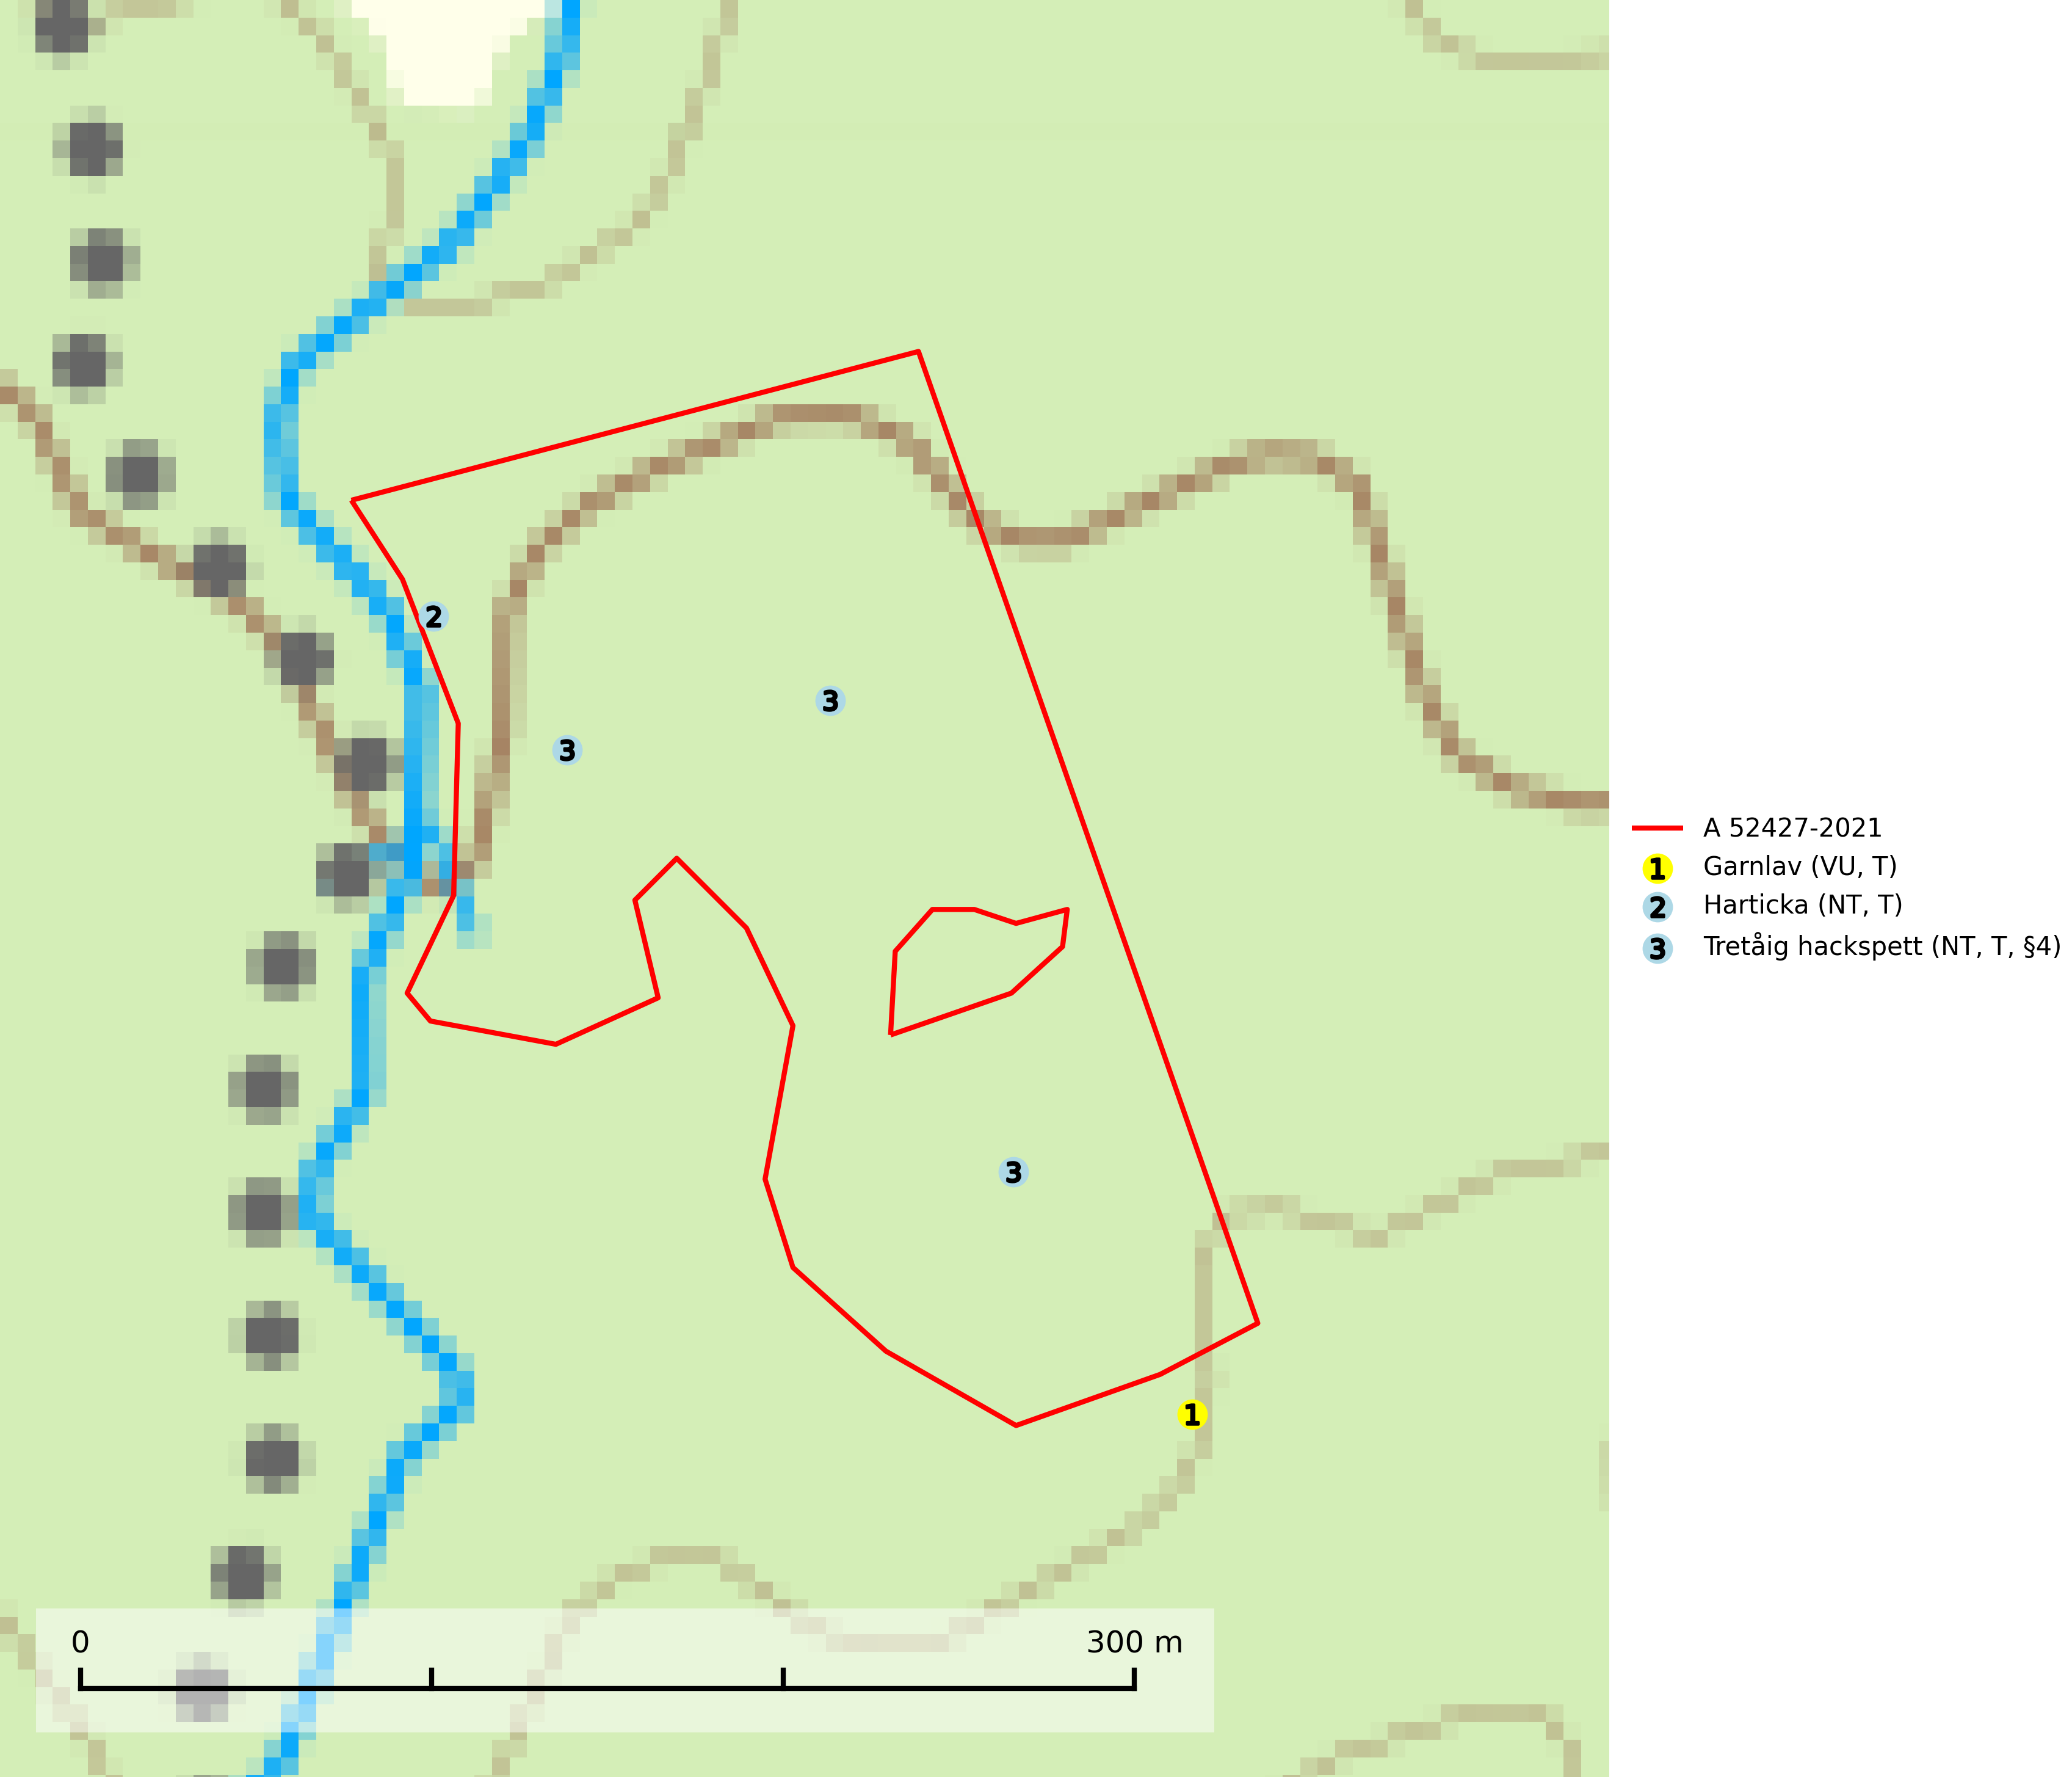 2
3
3
3
1
A 52427-2021
1 Garnlav (VU, T)
2 Harticka (NT, T)
3 Tretåig hackspett (NT, T, §4)
0 300 m